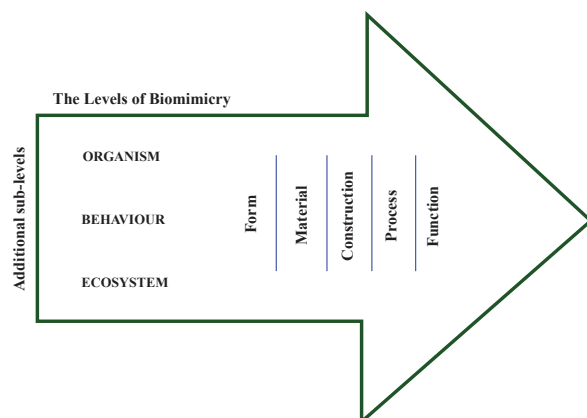 The Levels of Biomimicry
Additional sub-levels
ORGANISM
BEHAVIOUR
ECOSYSTEM
Form
Material
Construction
Process
Function